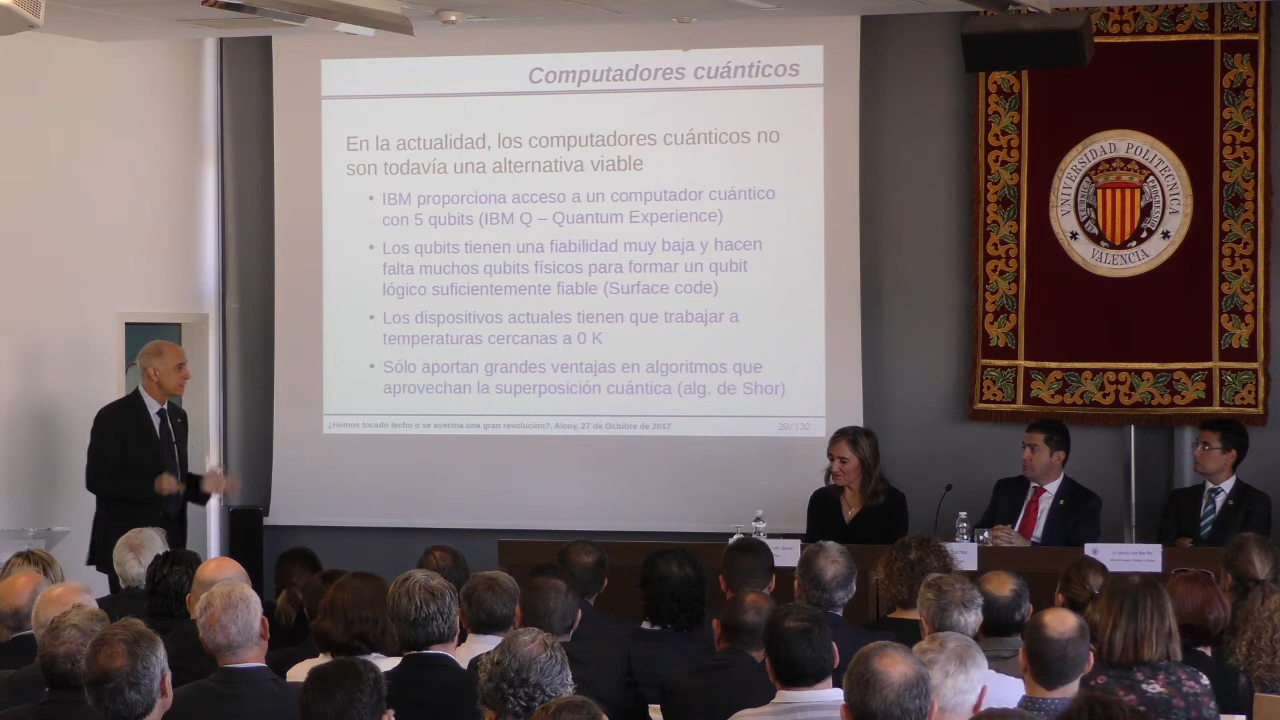 Computadores cuánticos
En la actualidad, los computadores cuánticos no
son todavía una alternativa viable
• IBM proporciona acceso a un computador cuántico
con 5 qubits (IBM Q – Quantum Experience)
• Los qubits tienen una fiabilidad muy baja y hacen
falta muchos qubits físicos para formar un qubit
lógico suficientemente fiable (Surface code)
• Los dispositivos actuales tienen que trabajar a
temperaturas cercanas a 0 K
• Sólo aportan grandes ventajas en algoritmos que
aprovechan la superposición cuántica (alg. de Shor)
¿Hemos tocado techo o se avecina una gran revolución?, Alcoy, 27 de Octubre de 2017
29/130
VNIVERSIDAD POLITECNICA
VALENCIA